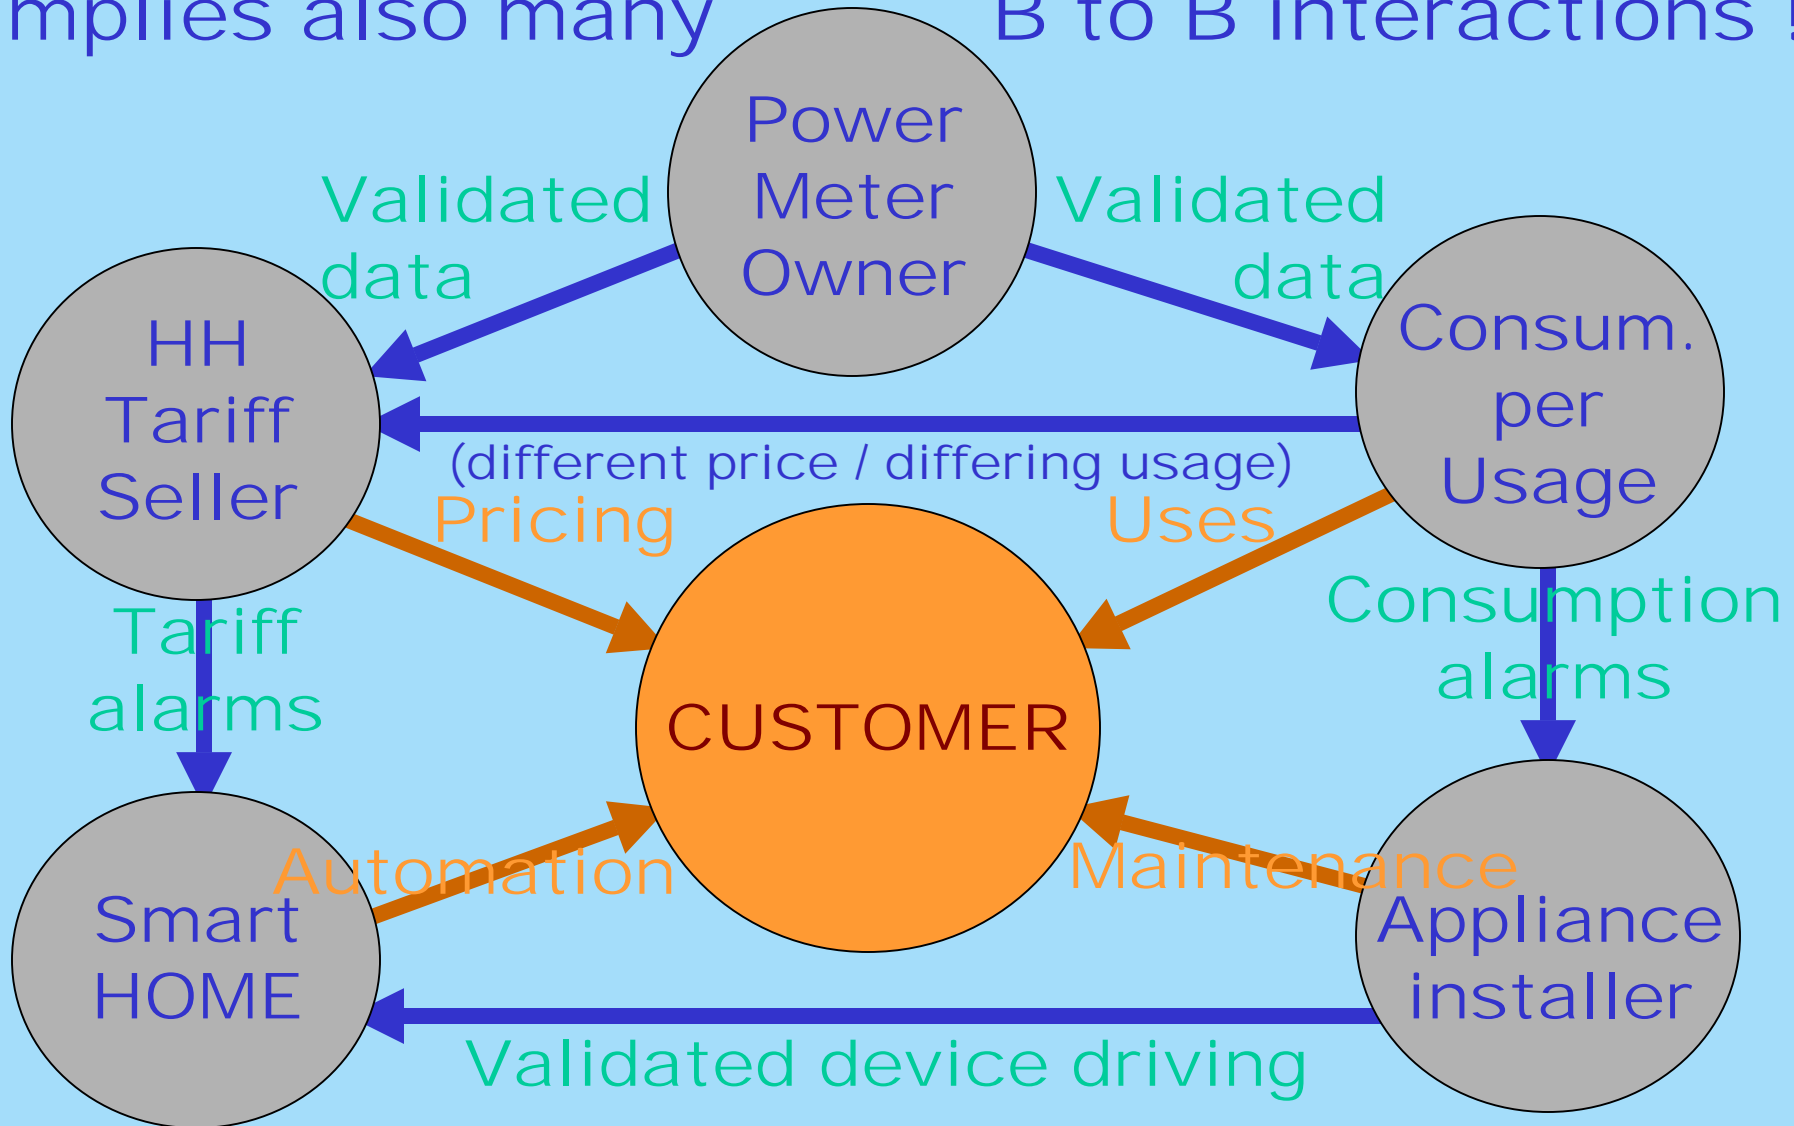 mplies also many B to B interactions !
Power
Meter
Owner
Validated
data
Validated
data
HH
Tariff
Seller
Consum.
per
Usage
(different price / differing usage)
Pricing
Uses
Tariff
alarms
Consumption
alarms
CUSTOMER
Automation
Maintenance
Smart
HOME
Appliance
installer
Validated device driving